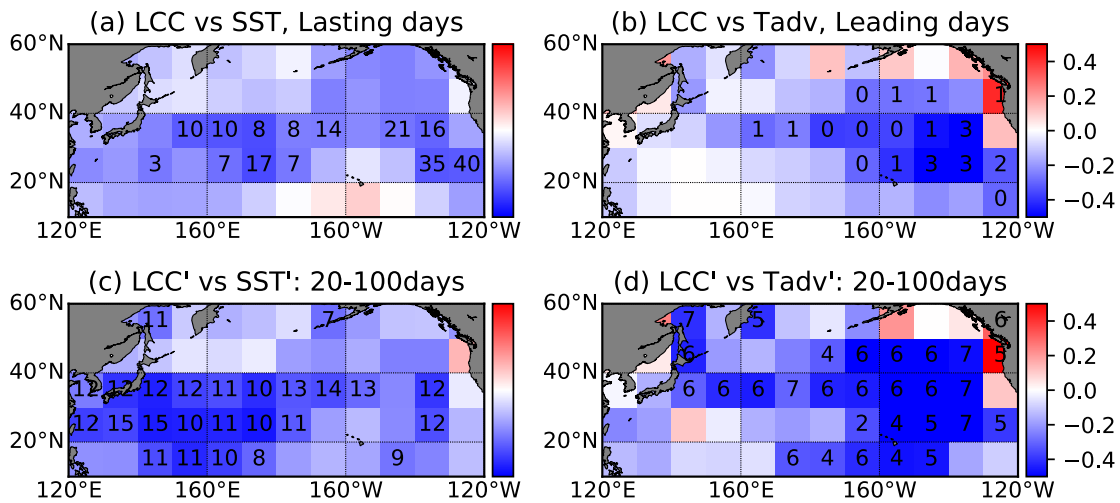 (a) LCC vs SST, Lasting days
60°N
40°N
20°N
10 10 8 8 14 21 16
3 7 17 7 35 40
120°E 160°E 160°W 120°W
(b) LCC vs Tadv, Leading days
60°N
40°N
20°N
0 1 1 1
1 1 0 0 0 1 3
0 1 3 3 2
0
120°E 160°E 160°W 120°W
0.4
0.2
0.0
−0.2
−0.4
(c) LCC' vs SST': 20-100days
60°N
40°N
20°N
11 7
12 12 12 12 11 10 13 14 13 12
12 15 15 10 11 10 11 12
11 11 10 8 9
120°E 160°E 160°W 120°W
(d) LCC' vs Tadv': 20-100days
60°N
40°N
20°N
7 5 6
6 4 6 6 6 7 5
6 6 6 7 6 6 6 6 7
2 4 5 7 5
6 4 6 4 5
120°E 160°E 160°W 120°W
0.4
0.2
0.0
−0.2
−0.4